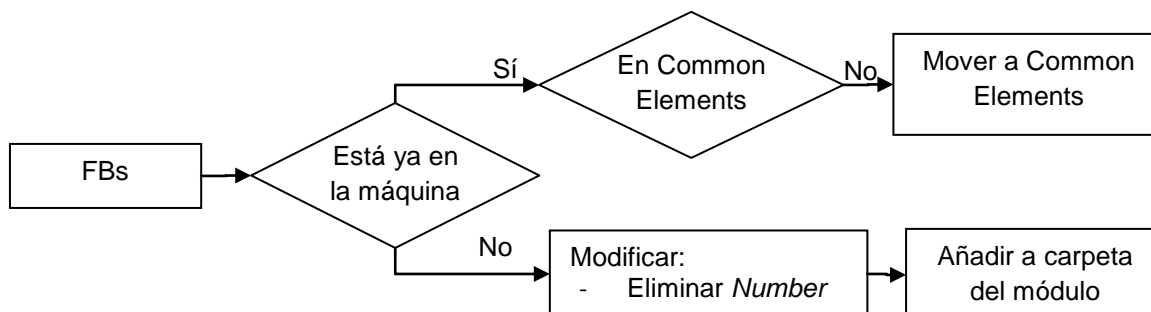 FBs
Está ya en
la máquina
Sí
En Common
Elements
No
Mover a Common
Elements
No
Modificar:
- Eliminar Number
Añadir a carpeta
del módulo